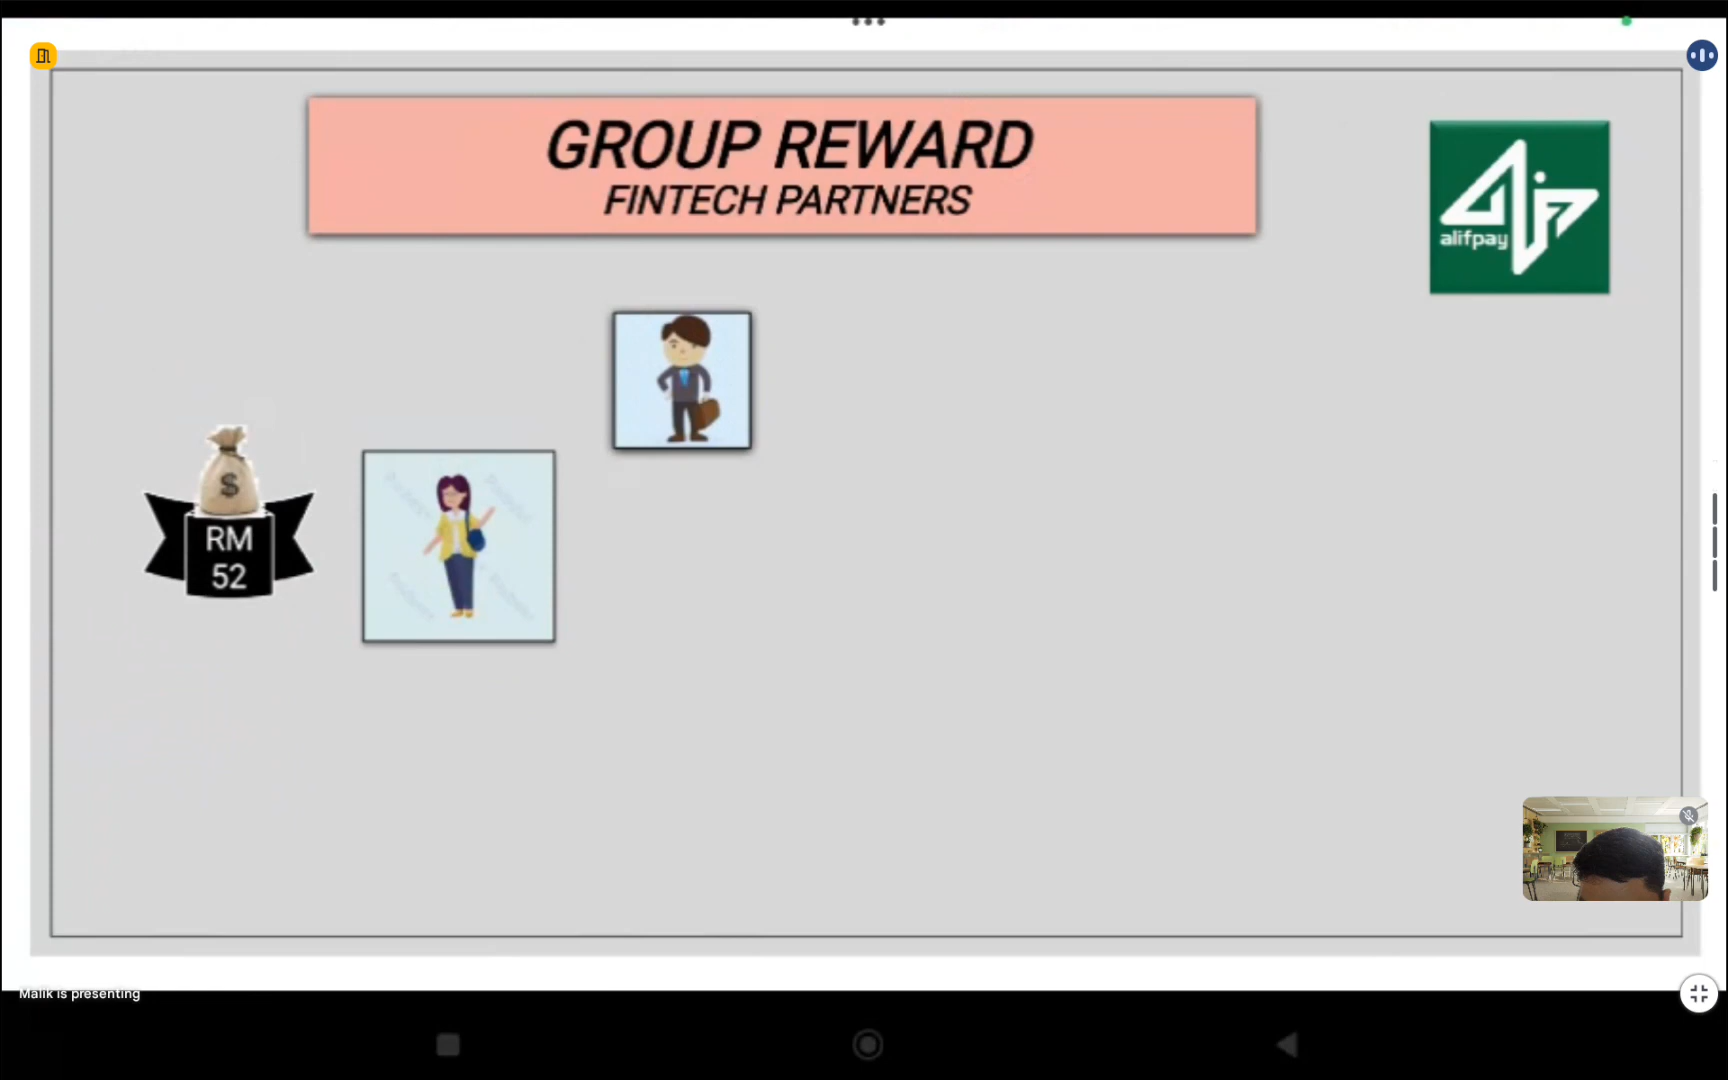 GROUP REWARD
FINTECH PARTNERS
alifpay
$
RM
52
Malik is presenting